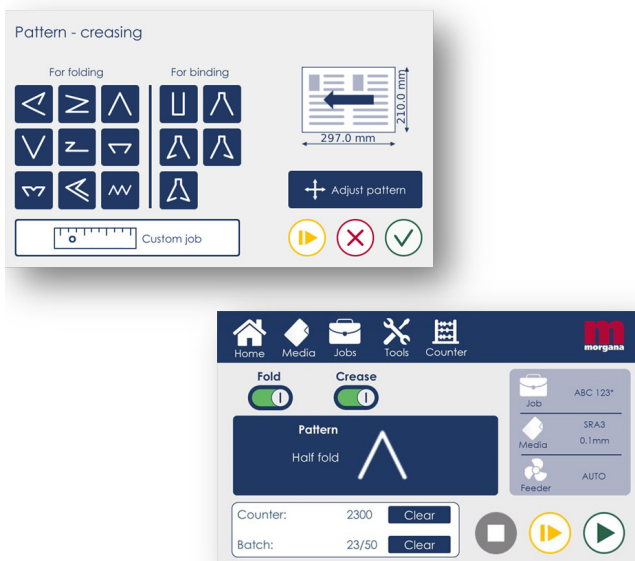 Pattern - creasing
For folding
For binding
210.0 mm
297.0 mm
Adjust pattern
Custom job
Home
Media
Jobs
Tools
Counter
morgana
Fold
Crease
Pattern
Half fold
Job
ABC 123*
Media
SRA3
0.1mm
Feeder
AUTO
Counter:
2300
Clear
Batch:
23/50
Clear